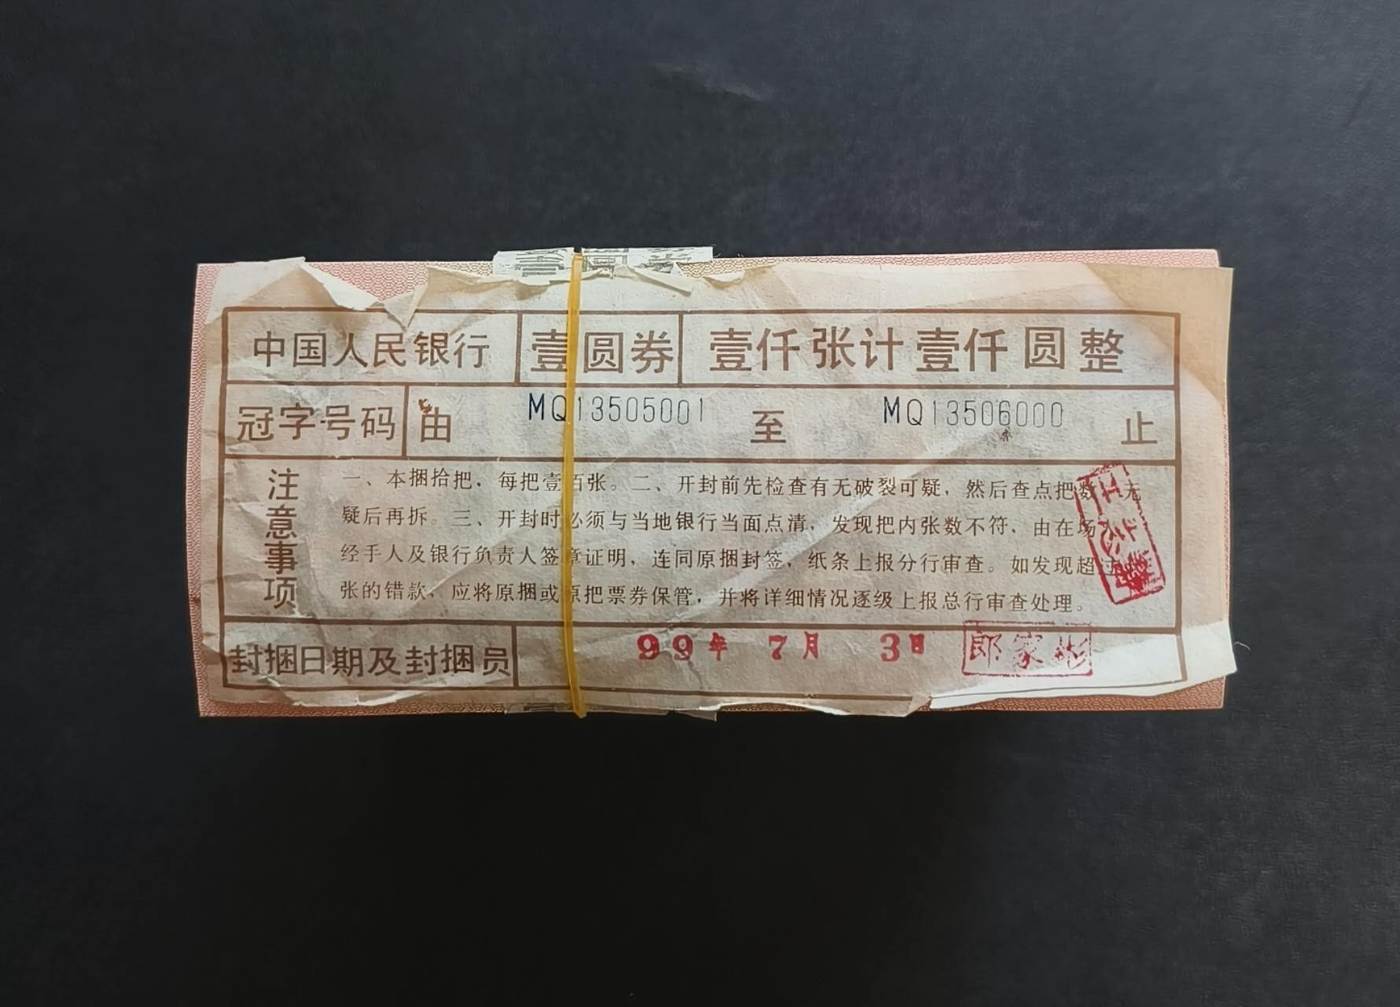 中国人民银行 壹圆券 壹仟张计壹仟圆整
冠字号码 由 MQ13505001 至 MQ13506000 止
注意事项
一、本捆拾把，每把壹百张。二、开封前先检查有无破裂可疑，然后查点把数，无
疑后再拆。三、开封时必须与当地银行当面点清，发现把内张数不符，由在场
经手人及银行负责人签章证明，连同原捆封签，纸条上报分行审查。如发现超过
张的错款，应将原捆或原把票券保管，并将详细情况逐级上报总行审查处理。
封捆日期及封捆员 99年 7月 3日 郎家彬